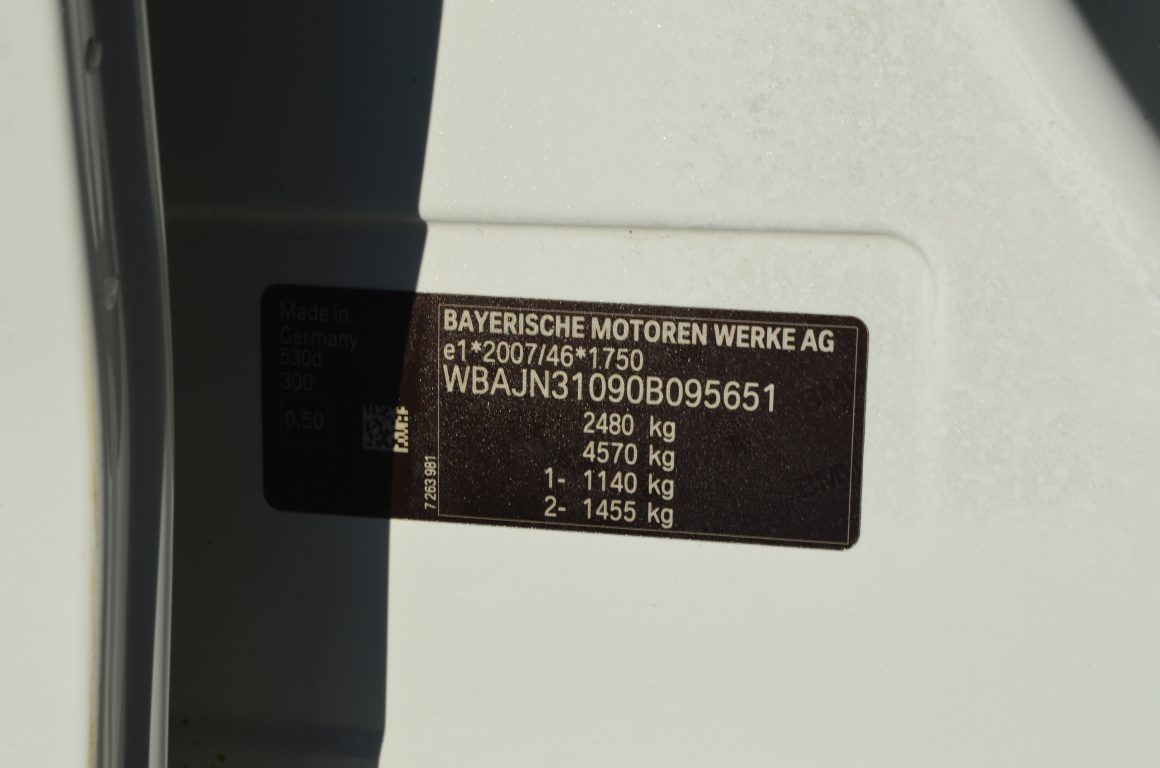 Made in
Germany
530d
300
0.50
7 263 981
BAYERISCHE MOTOREN WERKE AG
e1*2007/46*1750
WBAJN31090B095651
2480 kg
4570 kg
1- 1140 kg
2- 1455 kg